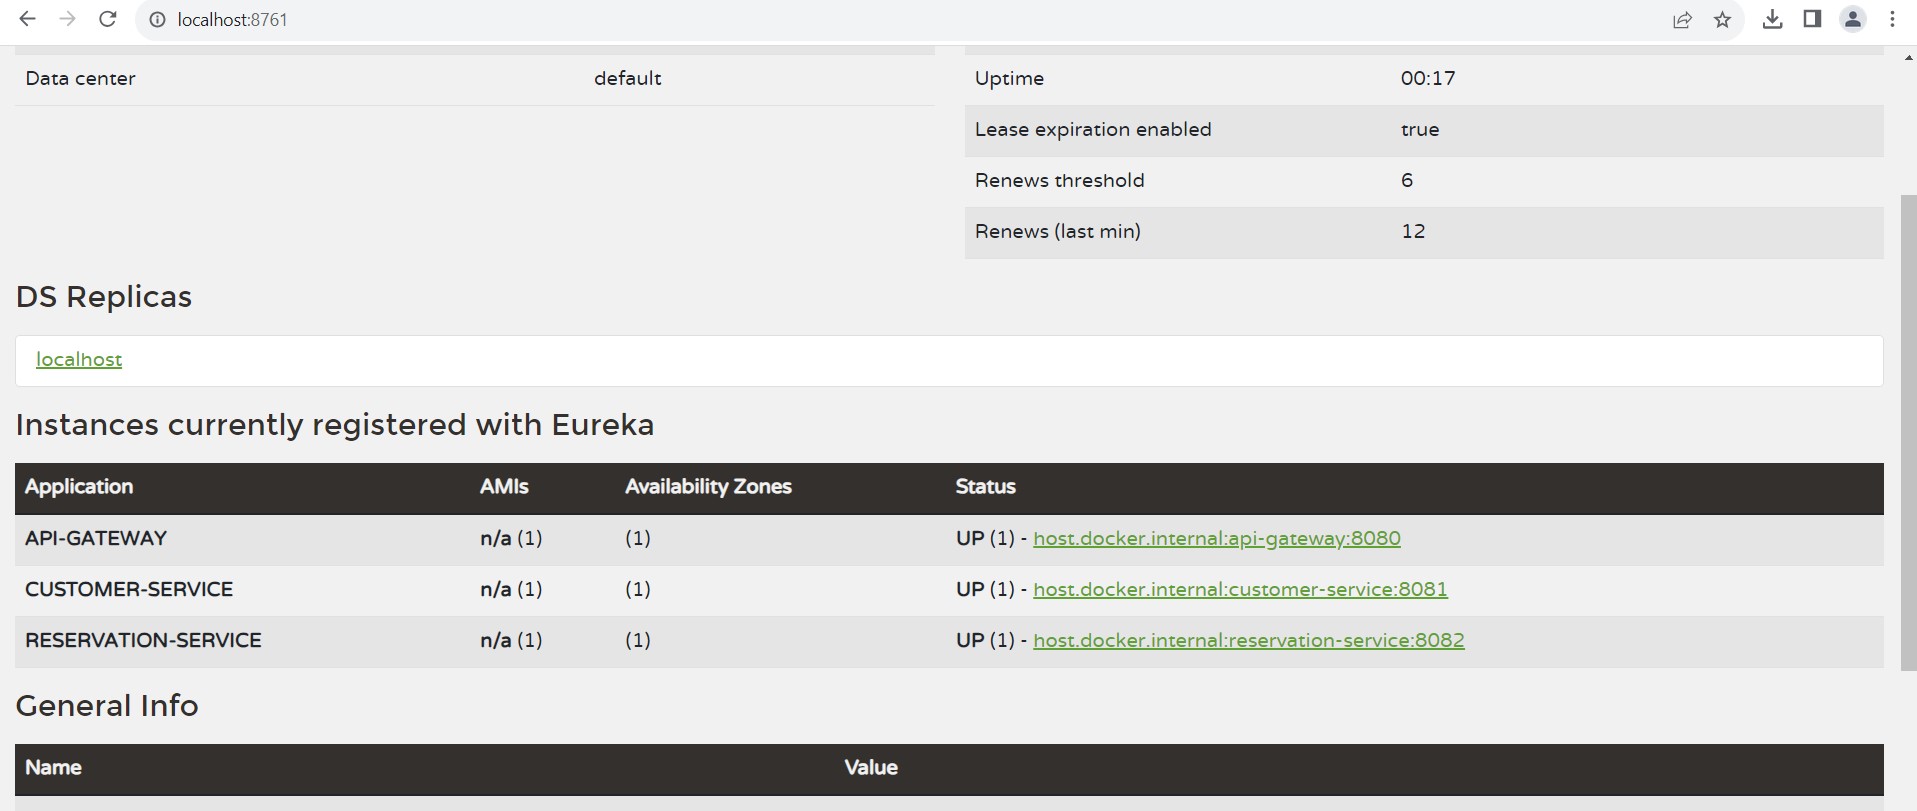 localhost:8761
Data center default
Uptime 00:17
Lease expiration enabled true
Renews threshold 6
Renews (last min) 12
DS Replicas
localhost
Instances currently registered with Eureka
Application AMIs Availability Zones Status
API-GATEWAY n/a (1) (1) UP (1) - host.docker.internal:api-gateway:8080
CUSTOMER-SERVICE n/a (1) (1) UP (1) - host.docker.internal:customer-service:8081
RESERVATION-SERVICE n/a (1) (1) UP (1) - host.docker.internal:reservation-service:8082
General Info
Name Value